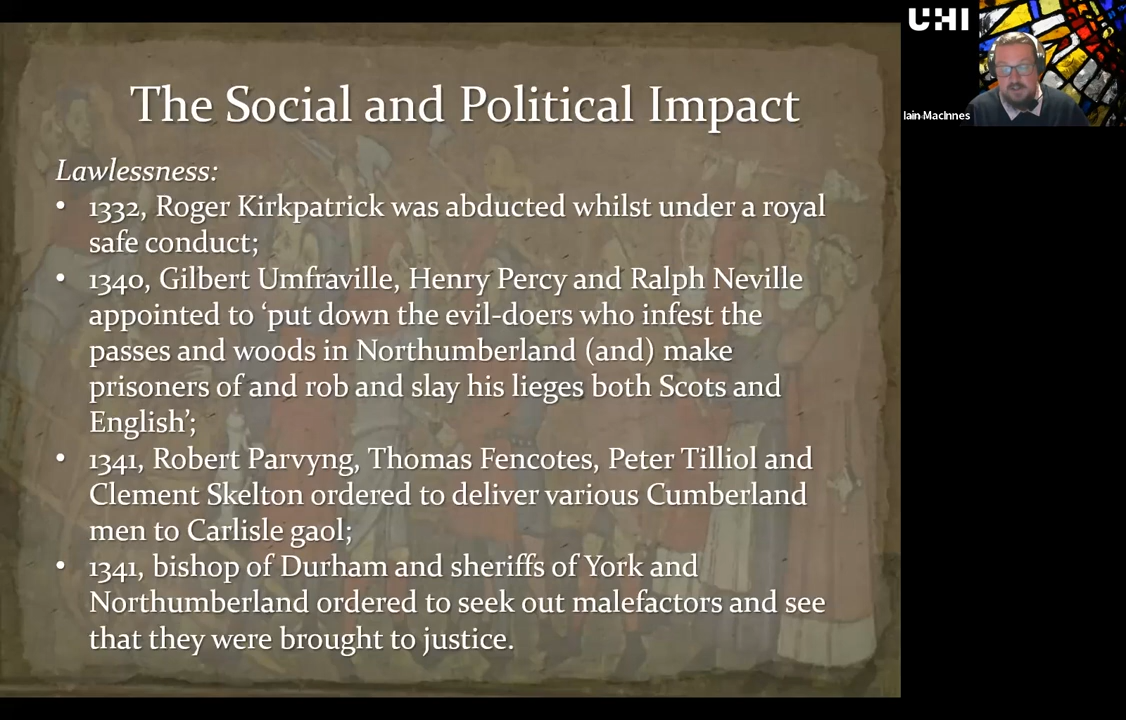 The Social and Political Impact
Lawlessness:
• 1332, Roger Kirkpatrick was abducted whilst under a royal
safe conduct;
• 1340, Gilbert Umfraville, Henry Percy and Ralph Neville
appointed to ‘put down the evil-doers who infest the
passes and woods in Northumberland (and) make
prisoners of and rob and slay his lieges both Scots and
English’;
• 1341, Robert Parvyng, Thomas Fencotes, Peter Tilliol and
Clement Skelton ordered to deliver various Cumberland
men to Carlisle gaol;
• 1341, bishop of Durham and sheriffs of York and
Northumberland ordered to seek out malefactors and see
that they were brought to justice.
UHI
Iain MacInnes